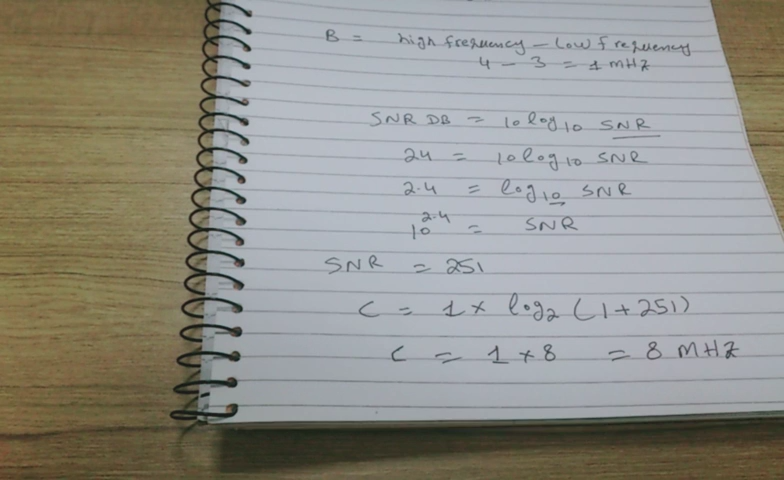 B = high frequency - Low frequency
4 - 3 = 1 MHZ
SNR DB = 10 log10 SNR
24 = 10 log10 SNR
2.4 = log10 SNR
10^2.4 = SNR
SNR = 251
C = 1 × log2 (1+251)
C = 1 × 8 = 8 MHZ